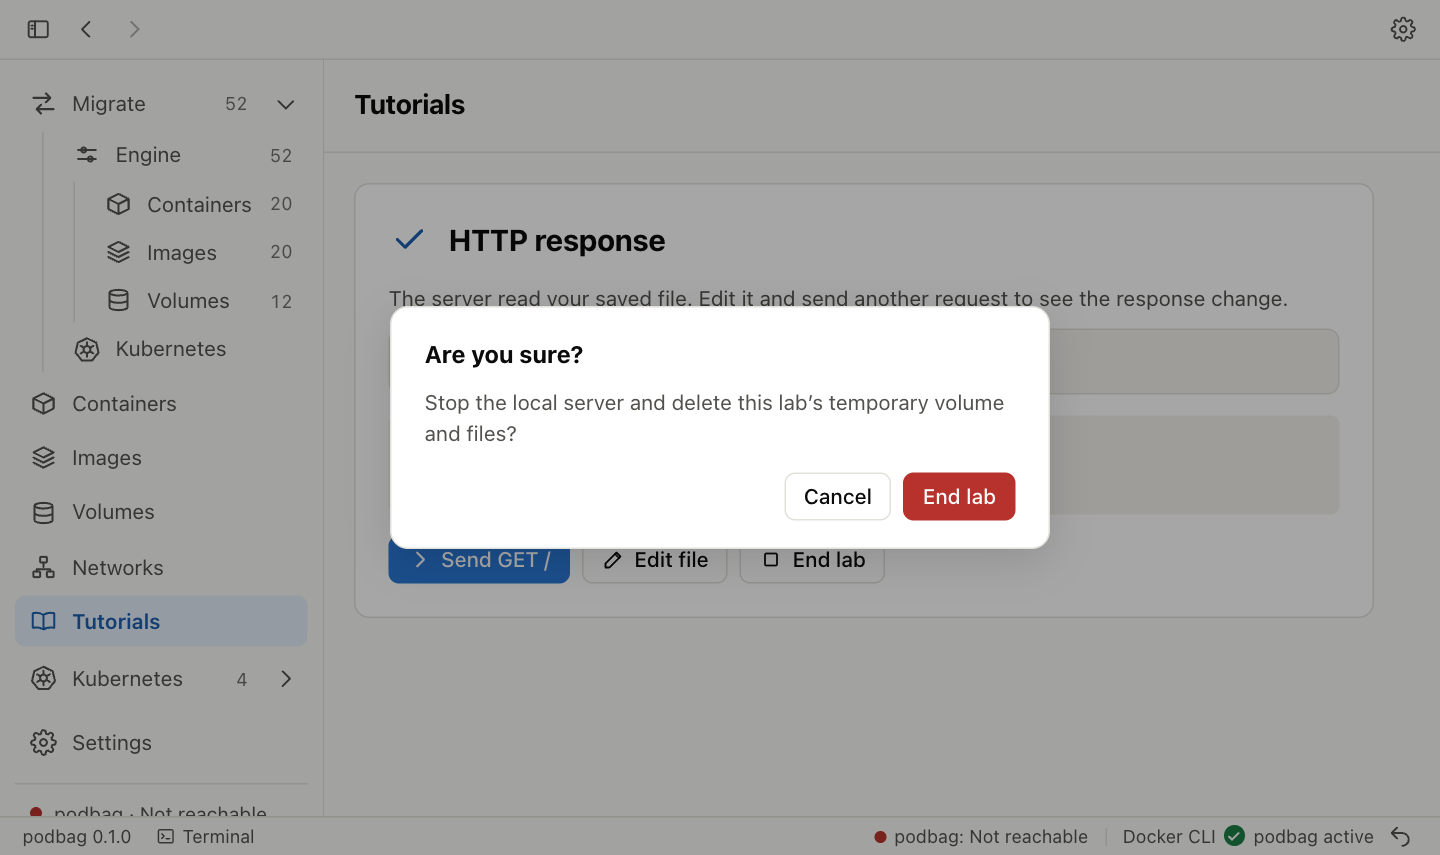 Migrate 52
Engine 52
Containers 20
Images 20
Volumes 12
Kubernetes
Containers
Images
Volumes
Networks
Tutorials
Kubernetes 4
Settings
podbag · Not reachable
Tutorials
HTTP response
The server read your saved file. Edit it and send another request to see the response change.
Are you sure?
Stop the local server and delete this lab’s temporary volume
and files?
Cancel End lab
Send GET / Edit file End lab
podbag 0.1.0 Terminal podbag: Not reachable Docker CLI podbag active